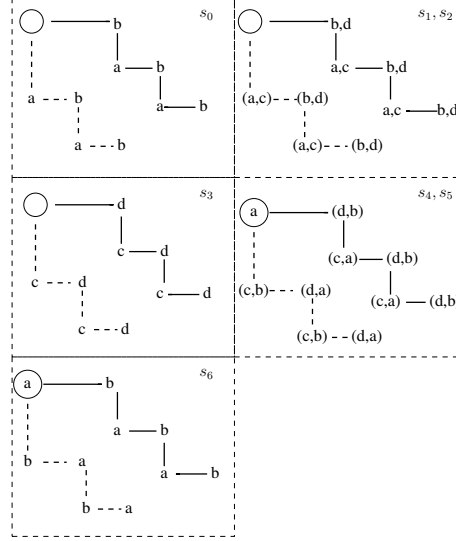 s₀
b
a b
a b
a b
a b
s₁, s₂
b,d
a,c b,d
(a,c) (b,d) a,c b,d
(a,c) (b,d)
s₃
d
c d
c d c d
c d
s₄, s₅
a (d,b)
(c,a) (d,b)
(c,b) (d,a) (c,a) (d,b)
(c,b) (d,a)
s₆
a b
a b
b a a b
b a